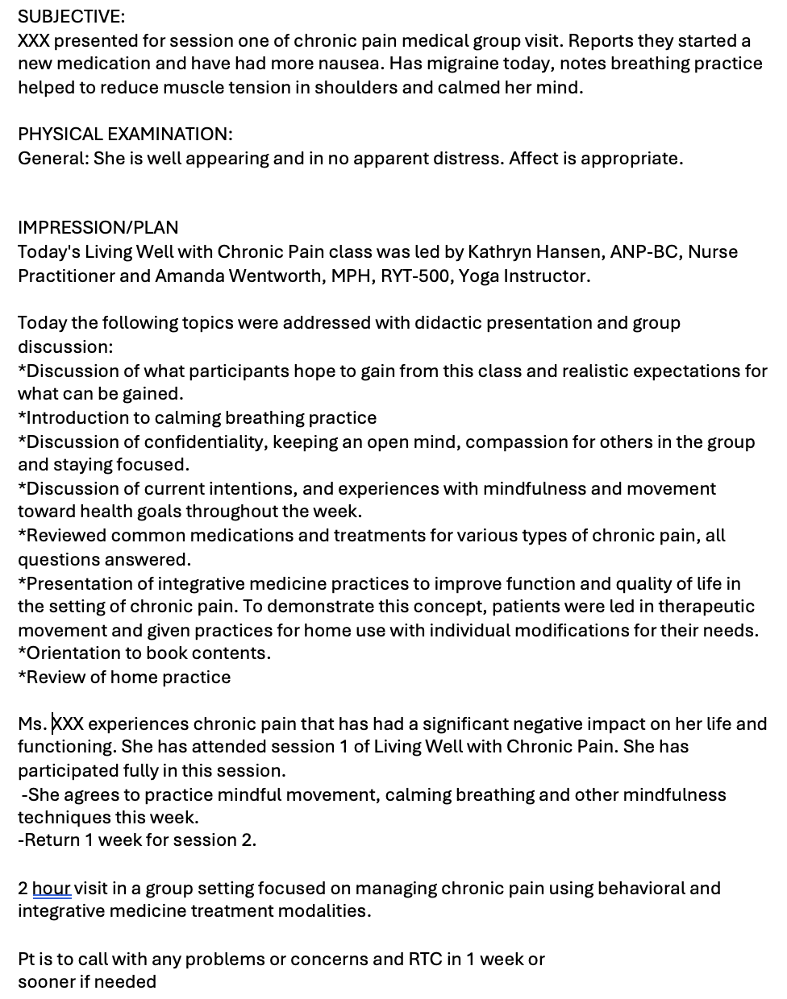 SUBJECTIVE:
XXX presented for session one of chronic pain medical group visit. Reports they started a
new medication and have had more nausea. Has migraine today, notes breathing practice
helped to reduce muscle tension in shoulders and calmed her mind.
PHYSICAL EXAMINATION:
General: She is well appearing and in no apparent distress. Affect is appropriate.
IMPRESSION/PLAN
Today's Living Well with Chronic Pain class was led by Kathryn Hansen, ANP-BC, Nurse
Practitioner and Amanda Wentworth, MPH, RYT-500, Yoga Instructor.
Today the following topics were addressed with didactic presentation and group
discussion:
*Discussion of what participants hope to gain from this class and realistic expectations for
what can be gained.
*Introduction to calming breathing practice
*Discussion of confidentiality, keeping an open mind, compassion for others in the group
and staying focused.
*Discussion of current intentions, and experiences with mindfulness and movement
toward health goals throughout the week.
*Reviewed common medications and treatments for various types of chronic pain, all
questions answered.
*Presentation of integrative medicine practices to improve function and quality of life in
the setting of chronic pain. To demonstrate this concept, patients were led in therapeutic
movement and given practices for home use with individual modifications for their needs.
*Orientation to book contents.
*Review of home practice
Ms. XXX experiences chronic pain that has had a significant negative impact on her life and
functioning. She has attended session 1 of Living Well with Chronic Pain. She has
participated fully in this session.
-She agrees to practice mindful movement, calming breathing and other mindfulness
techniques this week.
-Return 1 week for session 2.
2 hour visit in a group setting focused on managing chronic pain using behavioral and
integrative medicine treatment modalities.
Pt is to call with any problems or concerns and RTC in 1 week or
sooner if needed